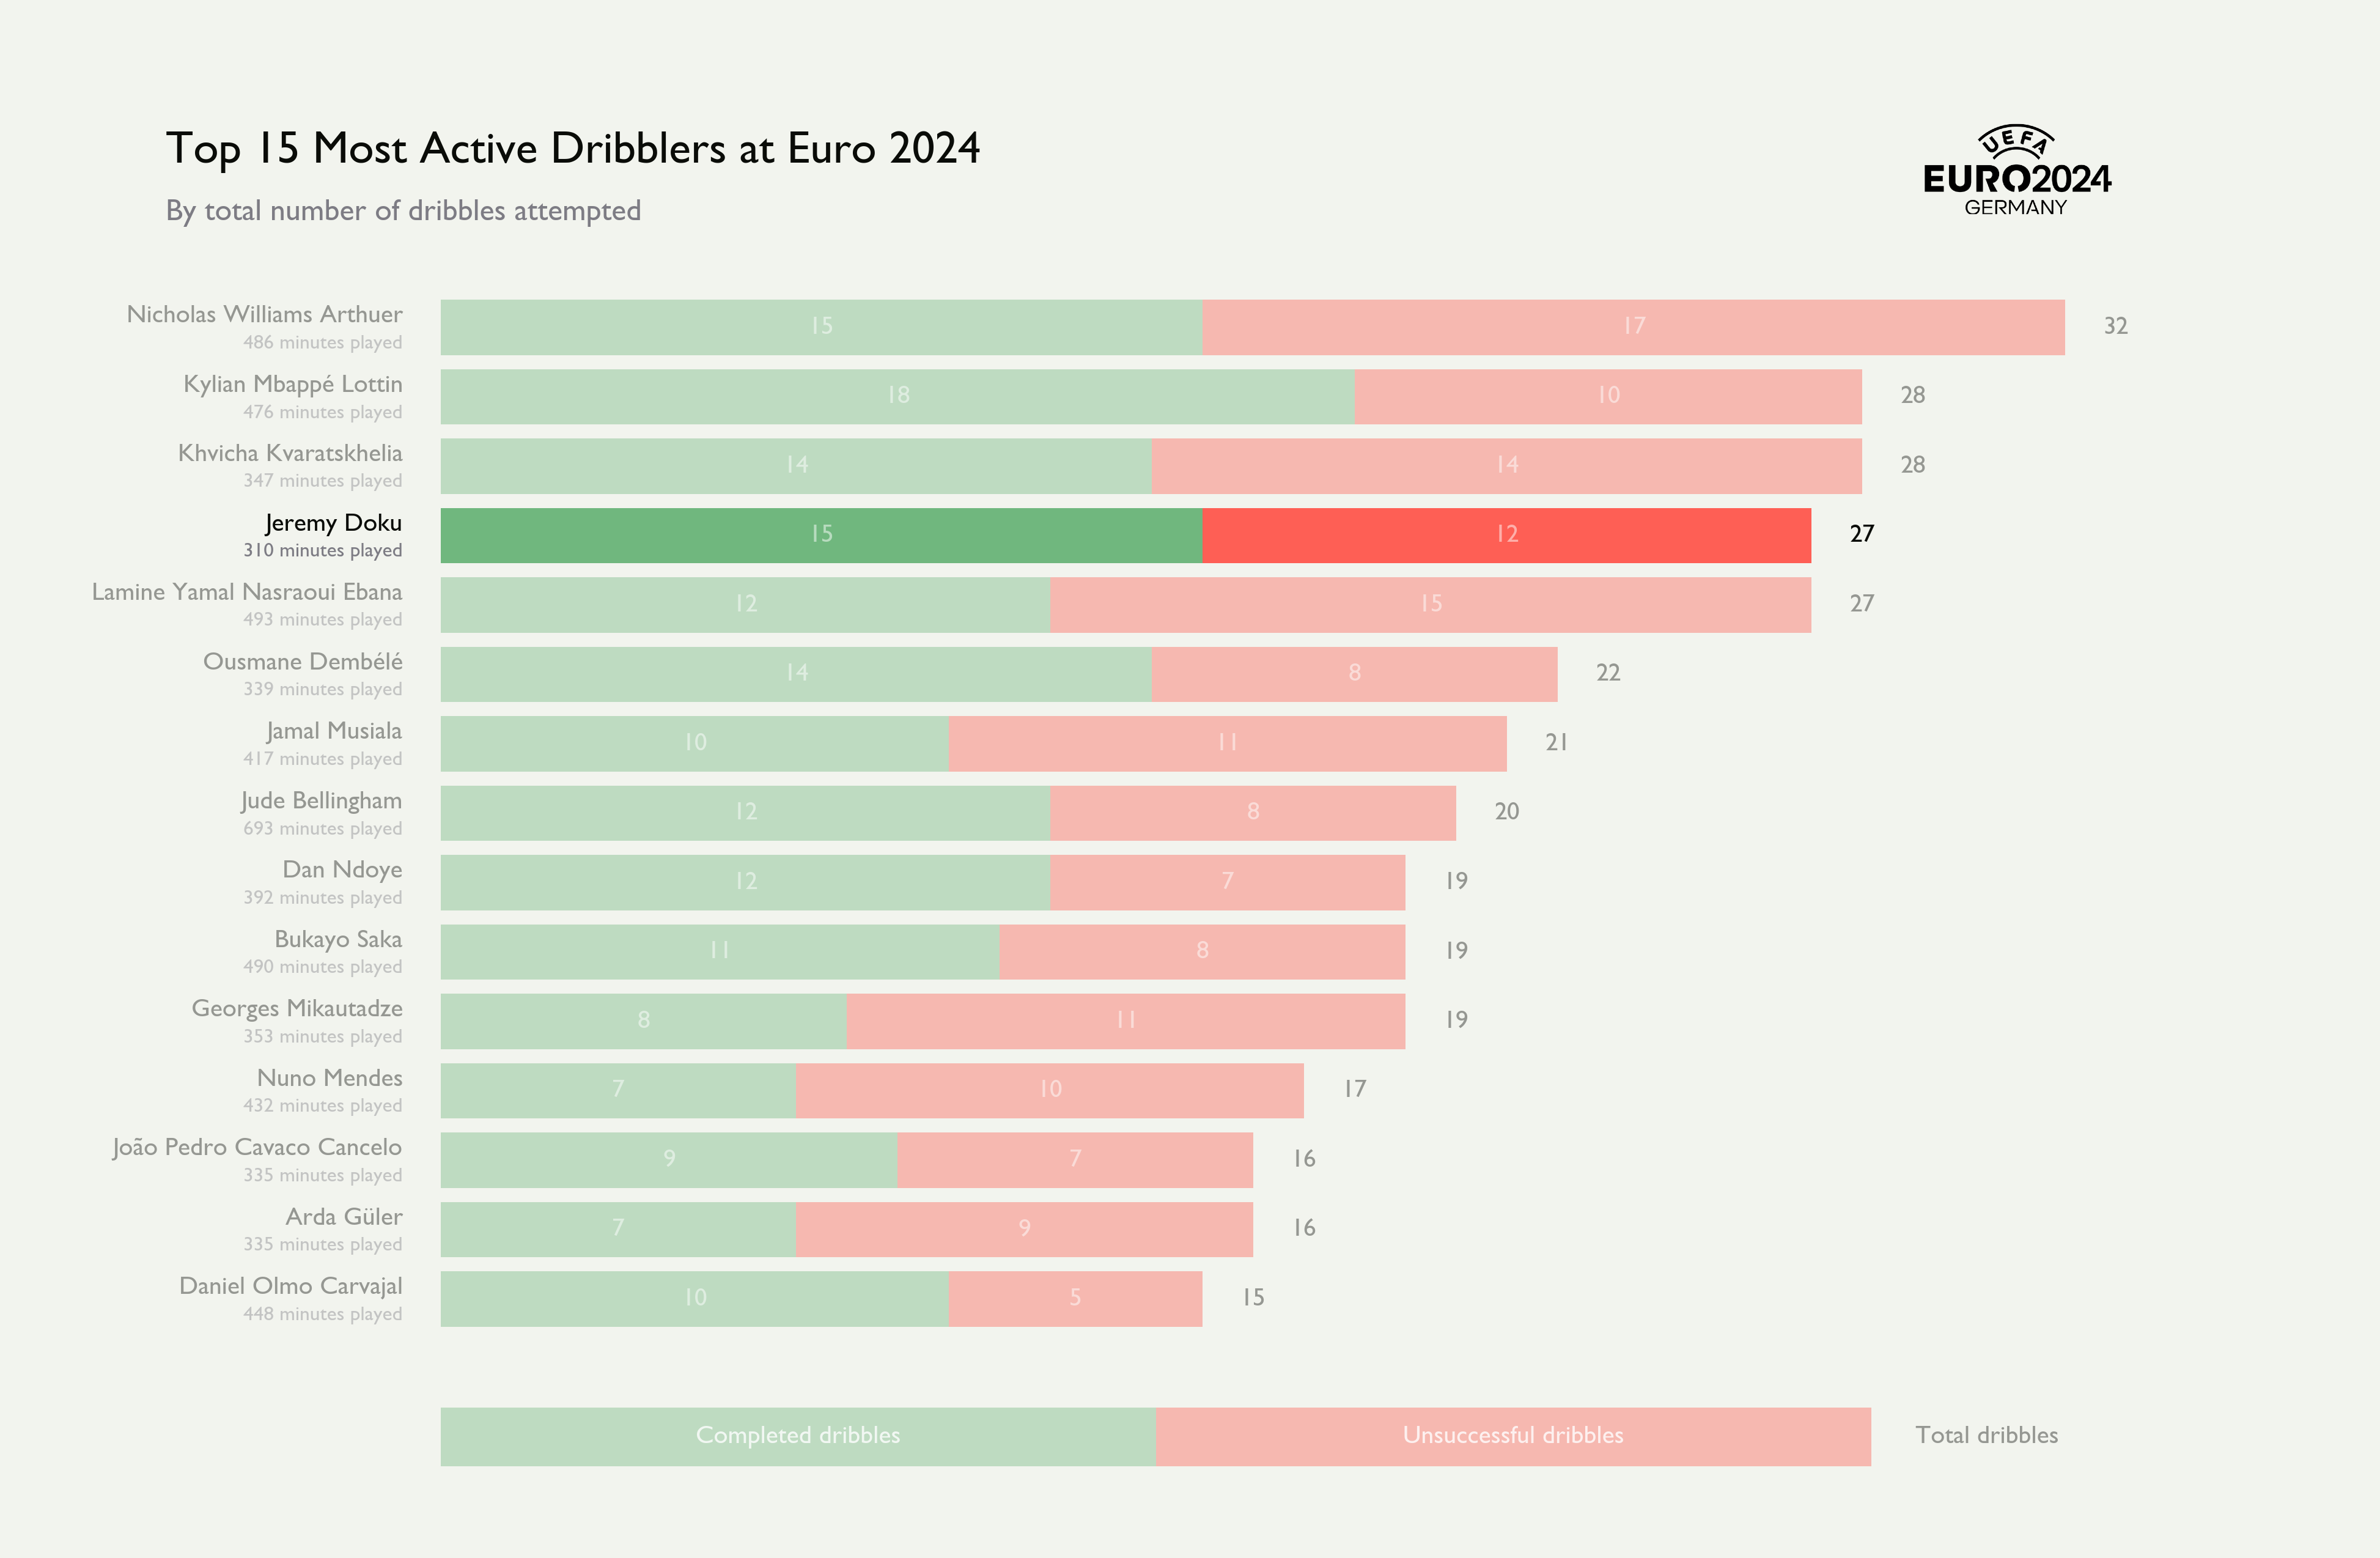 Top 15 Most Active Dribblers at Euro 2024
By total number of dribbles attempted
UEFA
EURO2024
GERMANY
Nicholas Williams Arthuer
486 minutes played
15 17 32
Kylian Mbappé Lottin
476 minutes played
18 10 28
Khvicha Kvaratskhelia
347 minutes played
14 14 28
Jeremy Doku
310 minutes played
15 12 27
Lamine Yamal Nasraoui Ebana
493 minutes played
12 15 27
Ousmane Dembélé
339 minutes played
14 8 22
Jamal Musiala
417 minutes played
10 11 21
Jude Bellingham
693 minutes played
12 8 20
Dan Ndoye
392 minutes played
12 7 19
Bukayo Saka
490 minutes played
11 8 19
Georges Mikautadze
353 minutes played
8 11 19
Nuno Mendes
432 minutes played
7 10 17
João Pedro Cavaco Cancelo
335 minutes played
9 7 16
Arda Güler
335 minutes played
7 9 16
Daniel Olmo Carvajal
448 minutes played
10 5 15
Completed dribbles Unsuccessful dribbles Total dribbles